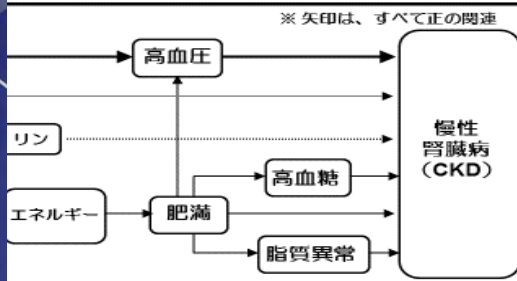 ※ 矢印は、すべて正の関連
高血圧
リン
慢性
腎臓病
（CKD）
高血糖
エネルギー
肥満
脂質異常